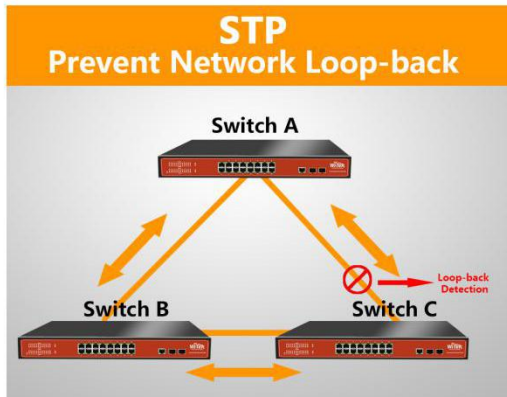 STP
Prevent Network Loop-back
Switch A
Loop-back
Detection
Switch B
Switch C